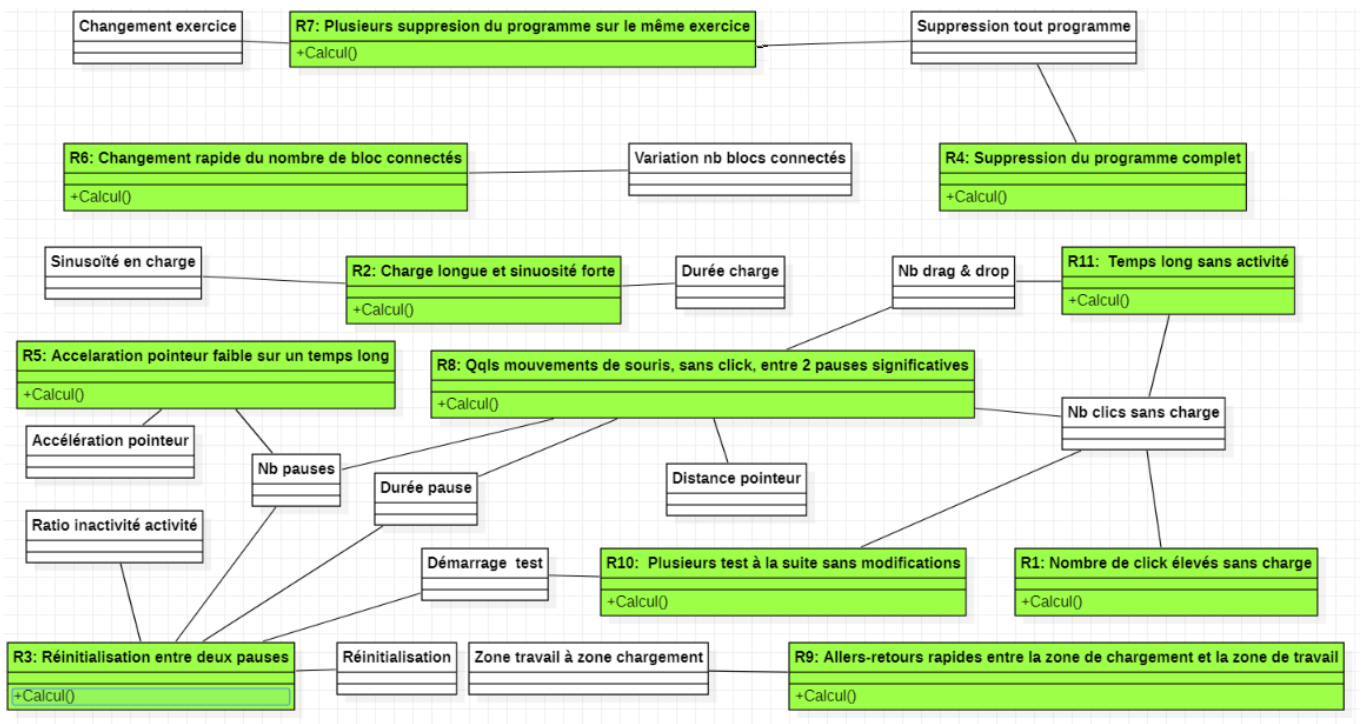 Changement exercice
R7: Plusieurs suppresion du programme sur le même exercice
+Calcul()
Suppression tout programme
R6: Changement rapide du nombre de bloc connectés
+Calcul()
Variation nb blocs connectés
R4: Suppression du programme complet
+Calcul()
Sinusoïté en charge
R2: Charge longue et sinuosité forte
+Calcul()
Durée charge
Nb drag & drop
R11:  Temps long sans activité
+Calcul()
R5: Accelaration pointeur faible sur un temps long
+Calcul()
R8: Qqls mouvements de souris, sans click, entre 2 pauses significatives
+Calcul()
Nb clics sans charge
Accélération pointeur
Nb pauses
Durée pause
Distance pointeur
Ratio inactivité activité
Démarrage  test
R10:  Plusieurs test à la suite sans modifications
+Calcul()
R1: Nombre de click élevés sans charge
+Calcul()
R3: Réinitialisation entre deux pauses
+Calcul()
Réinitialisation
Zone travail à zone chargement
R9: Allers-retours rapides entre la zone de chargement et la zone de travail
+Calcul()